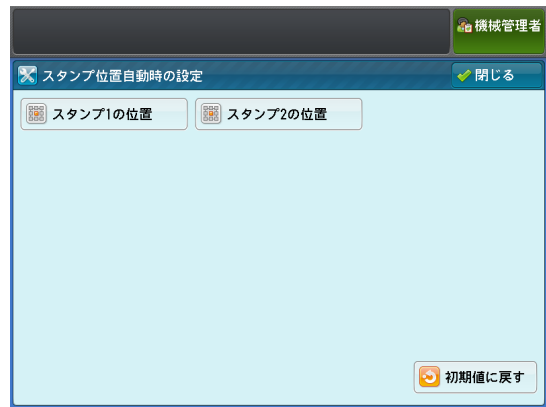 機械管理者
スタンプ位置自動時の設定
閉じる
スタンプ1の位置
スタンプ2の位置
初期値に戻す